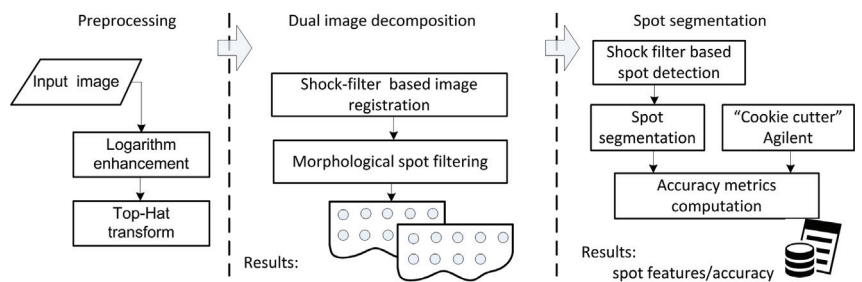 Preprocessing
Input image
Logarithm
enhancement
Top-Hat
transform
Dual image decomposition
Shock-filter based image
registration
Morphological spot filtering
Results:
Spot segmentation
Shock filter based
spot detection
Spot
segmentation
“Cookie cutter”
Agilent
Accuracy metrics
computation
Results:
spot features/accuracy